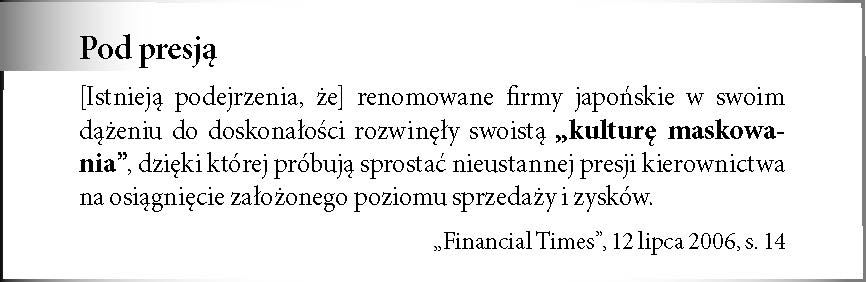 Pod presją
[Istnieją podejrzenia, że] renomowane firmy japońskie w swoim
dążeniu do doskonałości rozwinęły swoistą „kulturę maskowa-
nia”, dzięki której próbują sprostać nieustannej presji kierownictwa
na osiągnięcie założonego poziomu sprzedaży i zysków.
„Financial Times”, 12 lipca 2006, s. 14